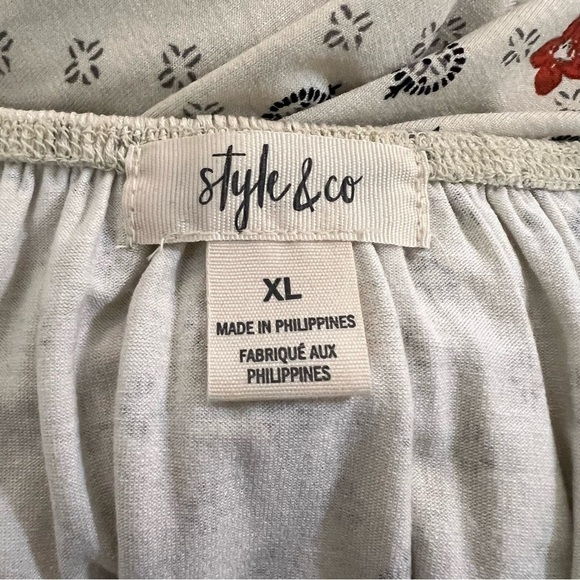 style & co
XL
MADE IN PHILIPPINES
FABRIQUÉ AUX
PHILIPPINES